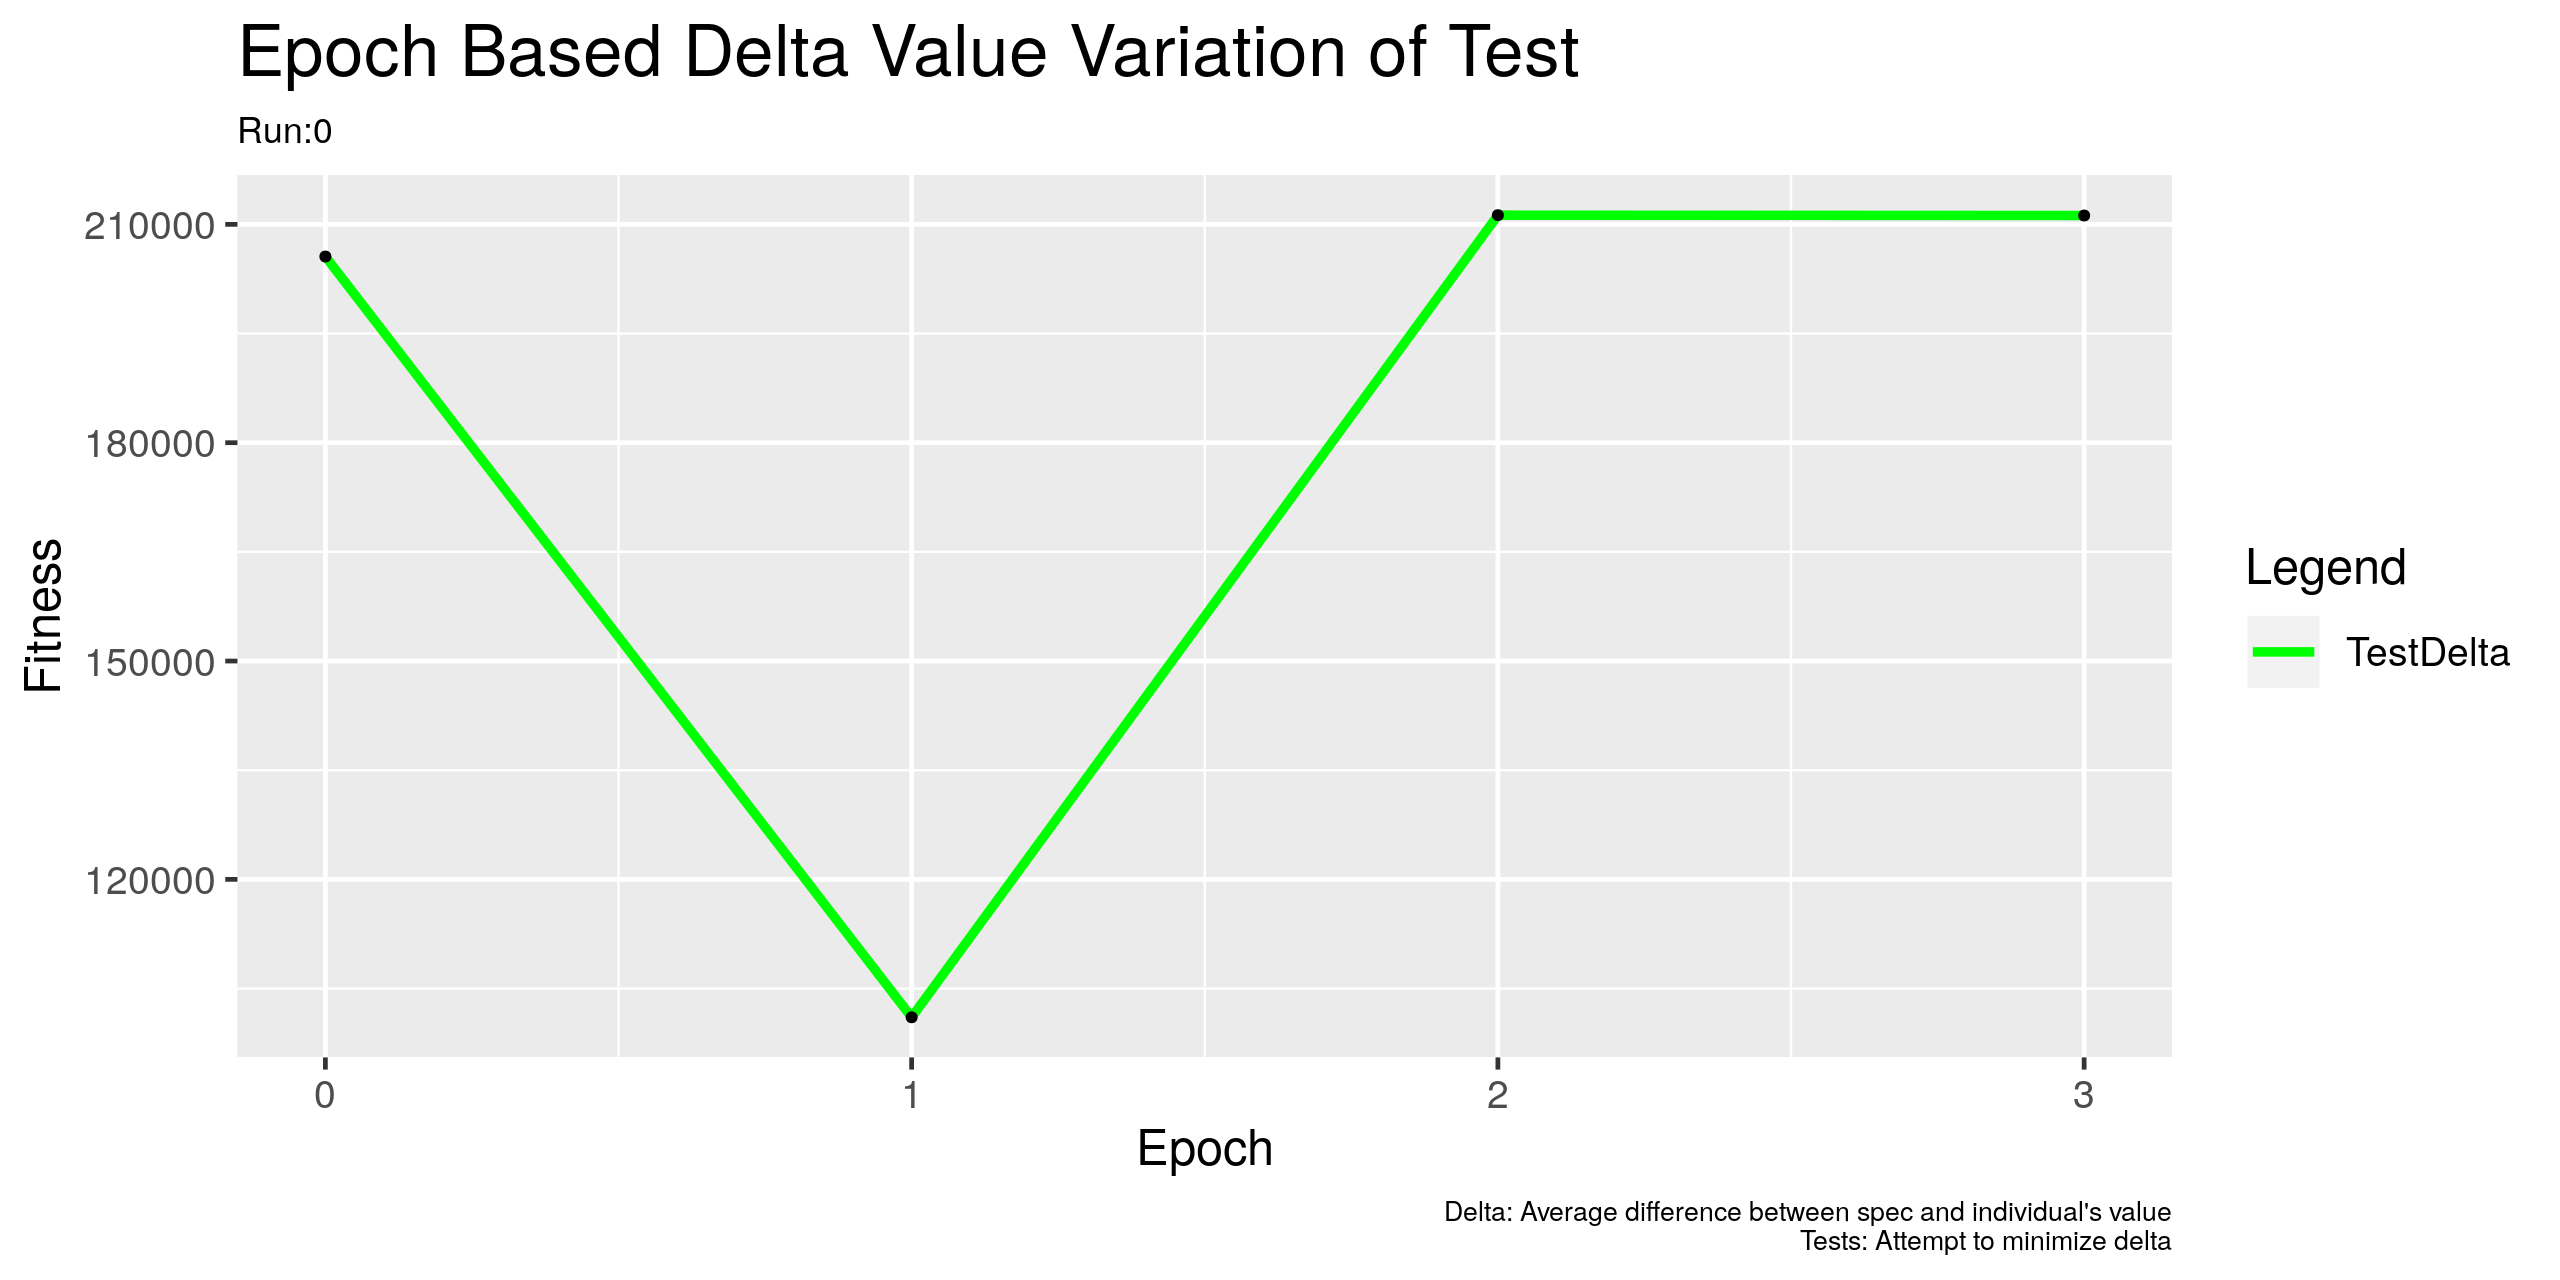 Epoch Based Delta Value Variation of Test
Run:0
210000
180000
150000
120000
Fitness
0
1
2
3
Epoch
Legend
TestDelta
Delta: Average difference between spec and individual's value
Tests: Attempt to minimize delta